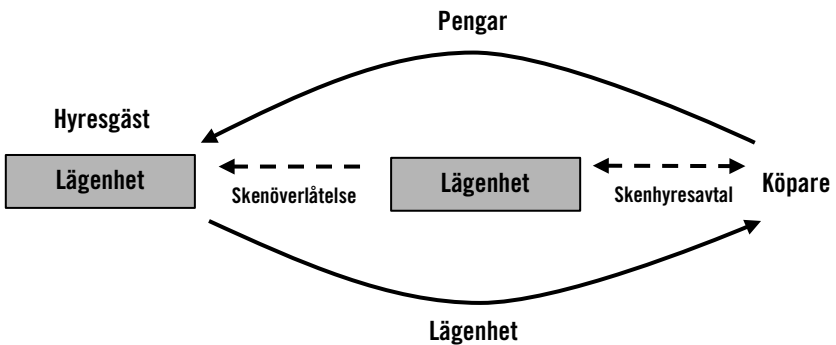 Pengar
Hyresgäst
Lägenhet
Skenöverlåtelse
Lägenhet
Skenhyresavtal
Köpare
Lägenhet